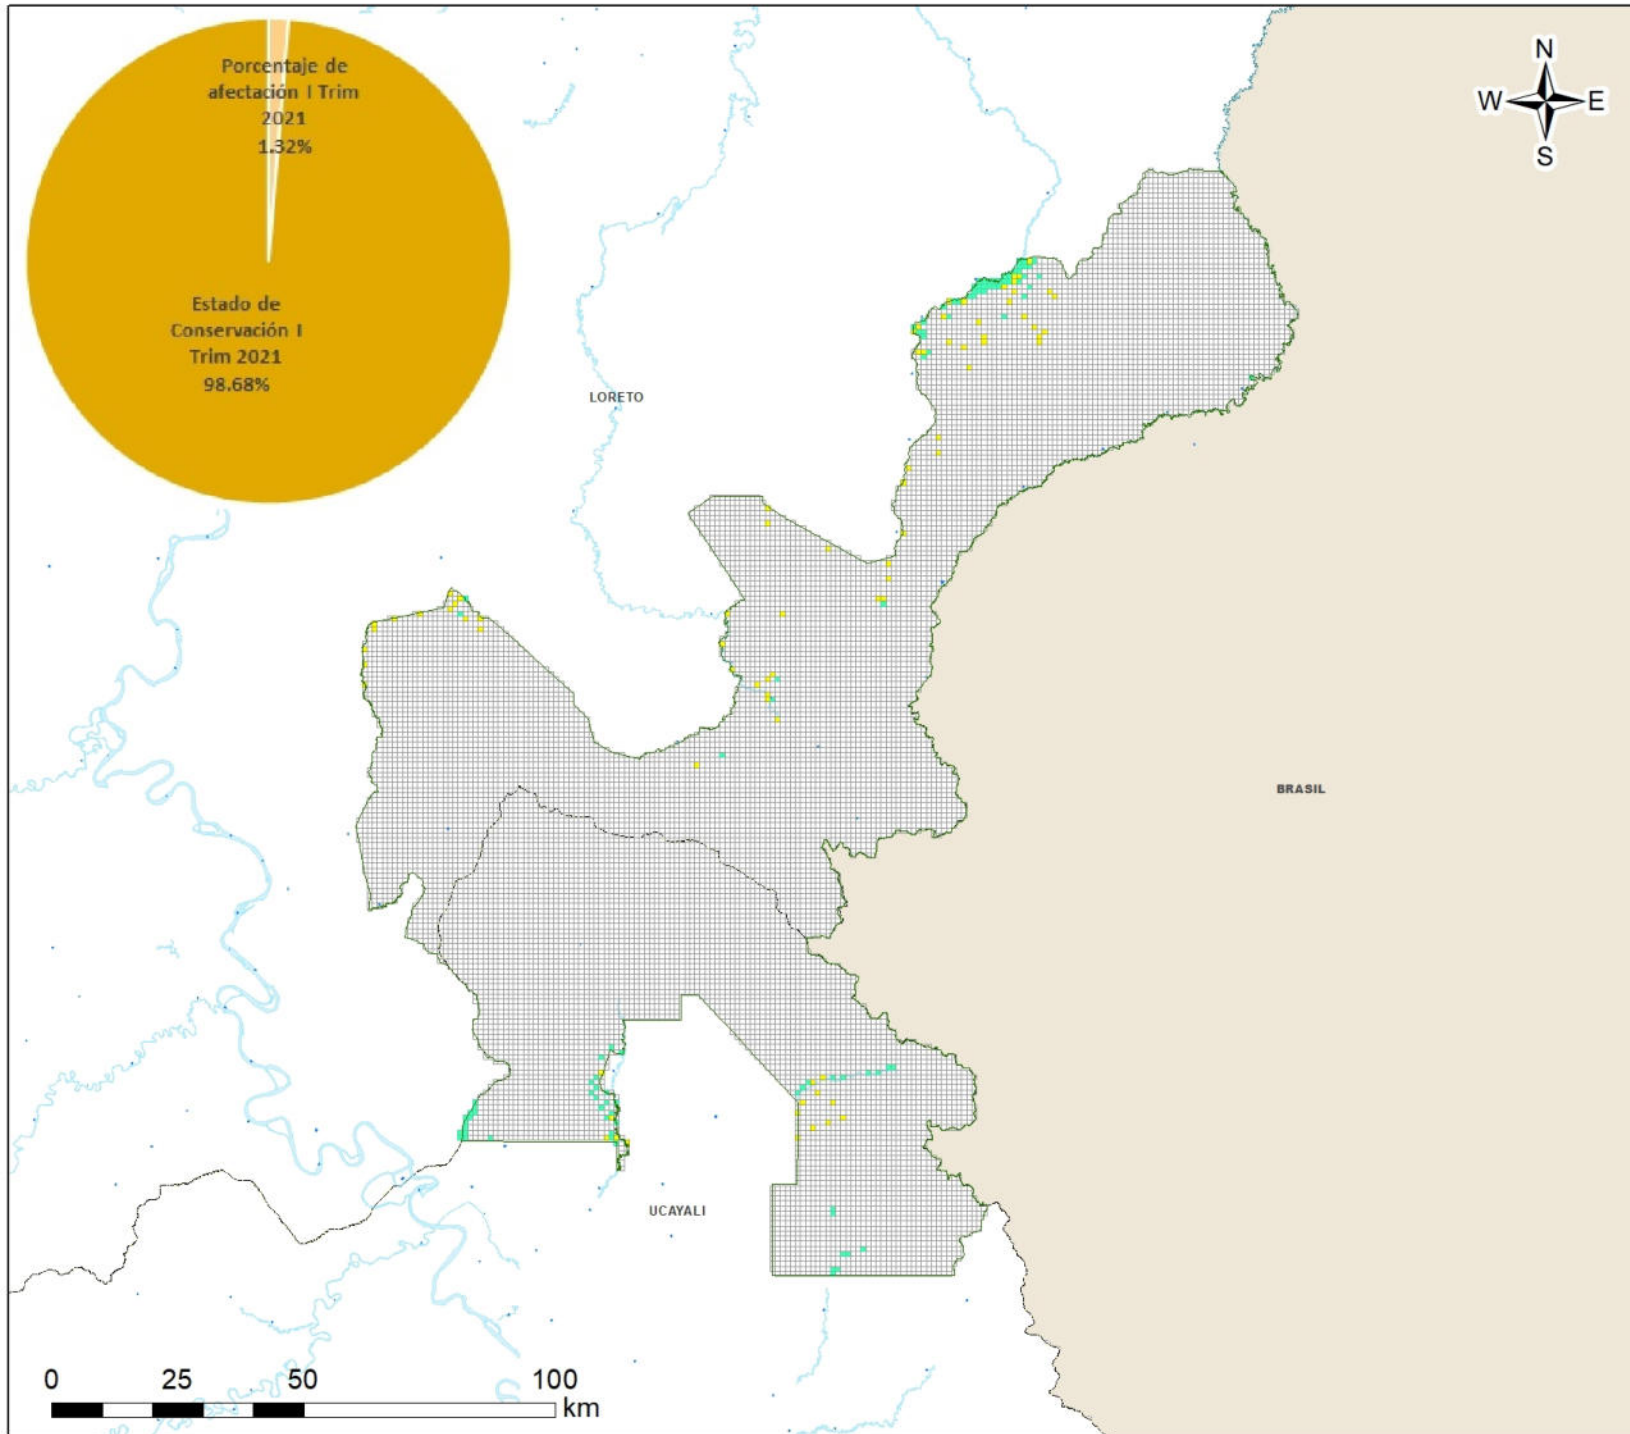 Porcentaje de
afectación I Trim
2021
1.32%
Estado de
Conservación I
Trim 2021
98.68%
N
W E
S
LORETO
BRASIL
UCAYALI
0 25 50 100
km